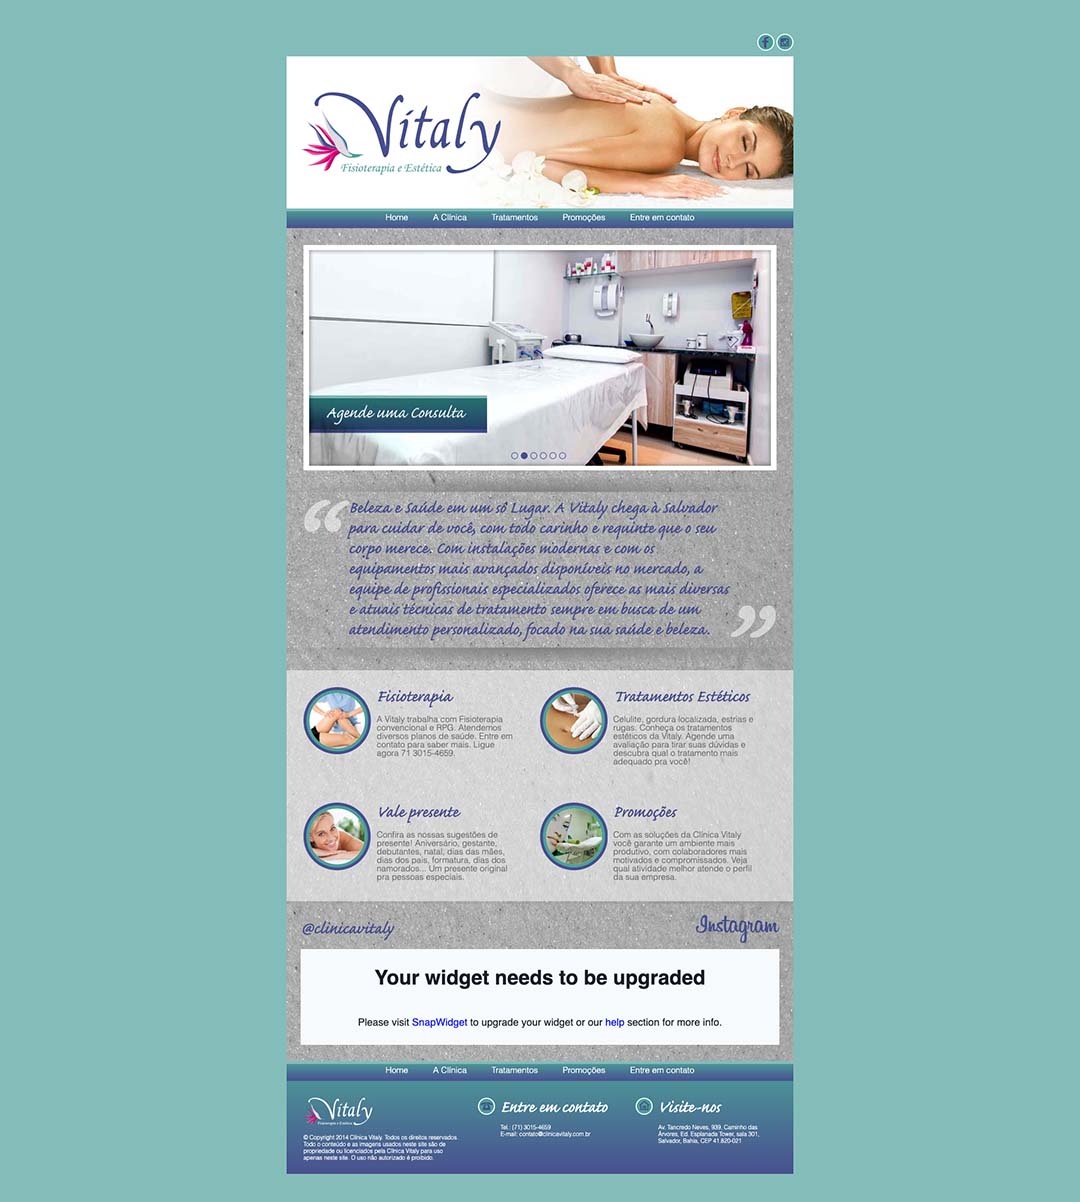 Vitaly
Fisioterapia e Estética
Home A Clínica Tratamentos Promoções Entre em contato
Agende uma Consulta
“Beleza e Saúde em um só Lugar. A Vitaly chega à Salvador
para cuidar de você, com todo carinho e requinte que o seu
corpo merece. Com instalações modernas e com os
equipamentos mais avançados disponíveis no mercado, a
equipe de profissionais especializados oferece as mais diversas
e atuais técnicas de tratamento sempre em busca de um
atendimento personalizado, focado na sua saúde e beleza.”
Fisioterapia
A Vitaly trabalha com Fisioterapia
convencional e RPG. Atendemos
diversos planos de saúde. Entre em
contato para saber mais. Ligue
agora 71 3015-4659.
Tratamentos Estéticos
Celulite, gordura localizada, estrias e
rugas. Conheça os tratamentos
estéticos da Vitaly. Agende uma
avaliação para tirar suas dúvidas e
descubra qual o tratamento mais
adequado pra você!
Vale presente
Confira as nossas sugestões de
presente! Aniversário, gestante,
debutantes, natal, dias das mães,
dias dos pais, formatura, dias dos
namorados... Um presente original
pra pessoas especiais.
Promoções
Com as soluções da Clínica Vitaly
você garante um ambiente mais
produtivo, com colaboradores mais
motivados e compromissados. Veja
qual atividade melhor atende o perfil
da sua empresa.
@clinicavitaly
Instagram
Your widget needs to be upgraded
Please visit SnapWidget to upgrade your widget or our help section for more info.
Home A Clínica Tratamentos Promoções Entre em contato
Vitaly
Fisioterapia e Estética
© Copyright 2014 Clínica Vitaly. Todos os direitos reservados.
Todo o conteúdo e as imagens usados neste site são de
propriedade ou licenciados pela Clínica Vitaly para uso
apenas neste site. O uso não autorizado é proibido.
Entre em contato
Tel.: (71) 3015-4659
E-mail: contato@clinicavitaly.com.br
Visite-nos
Av. Tancredo Neves, 939, Caminho das
Árvores, Ed. Esplanada Tower, sala 301,
Salvador, Bahia, CEP 41.820-021